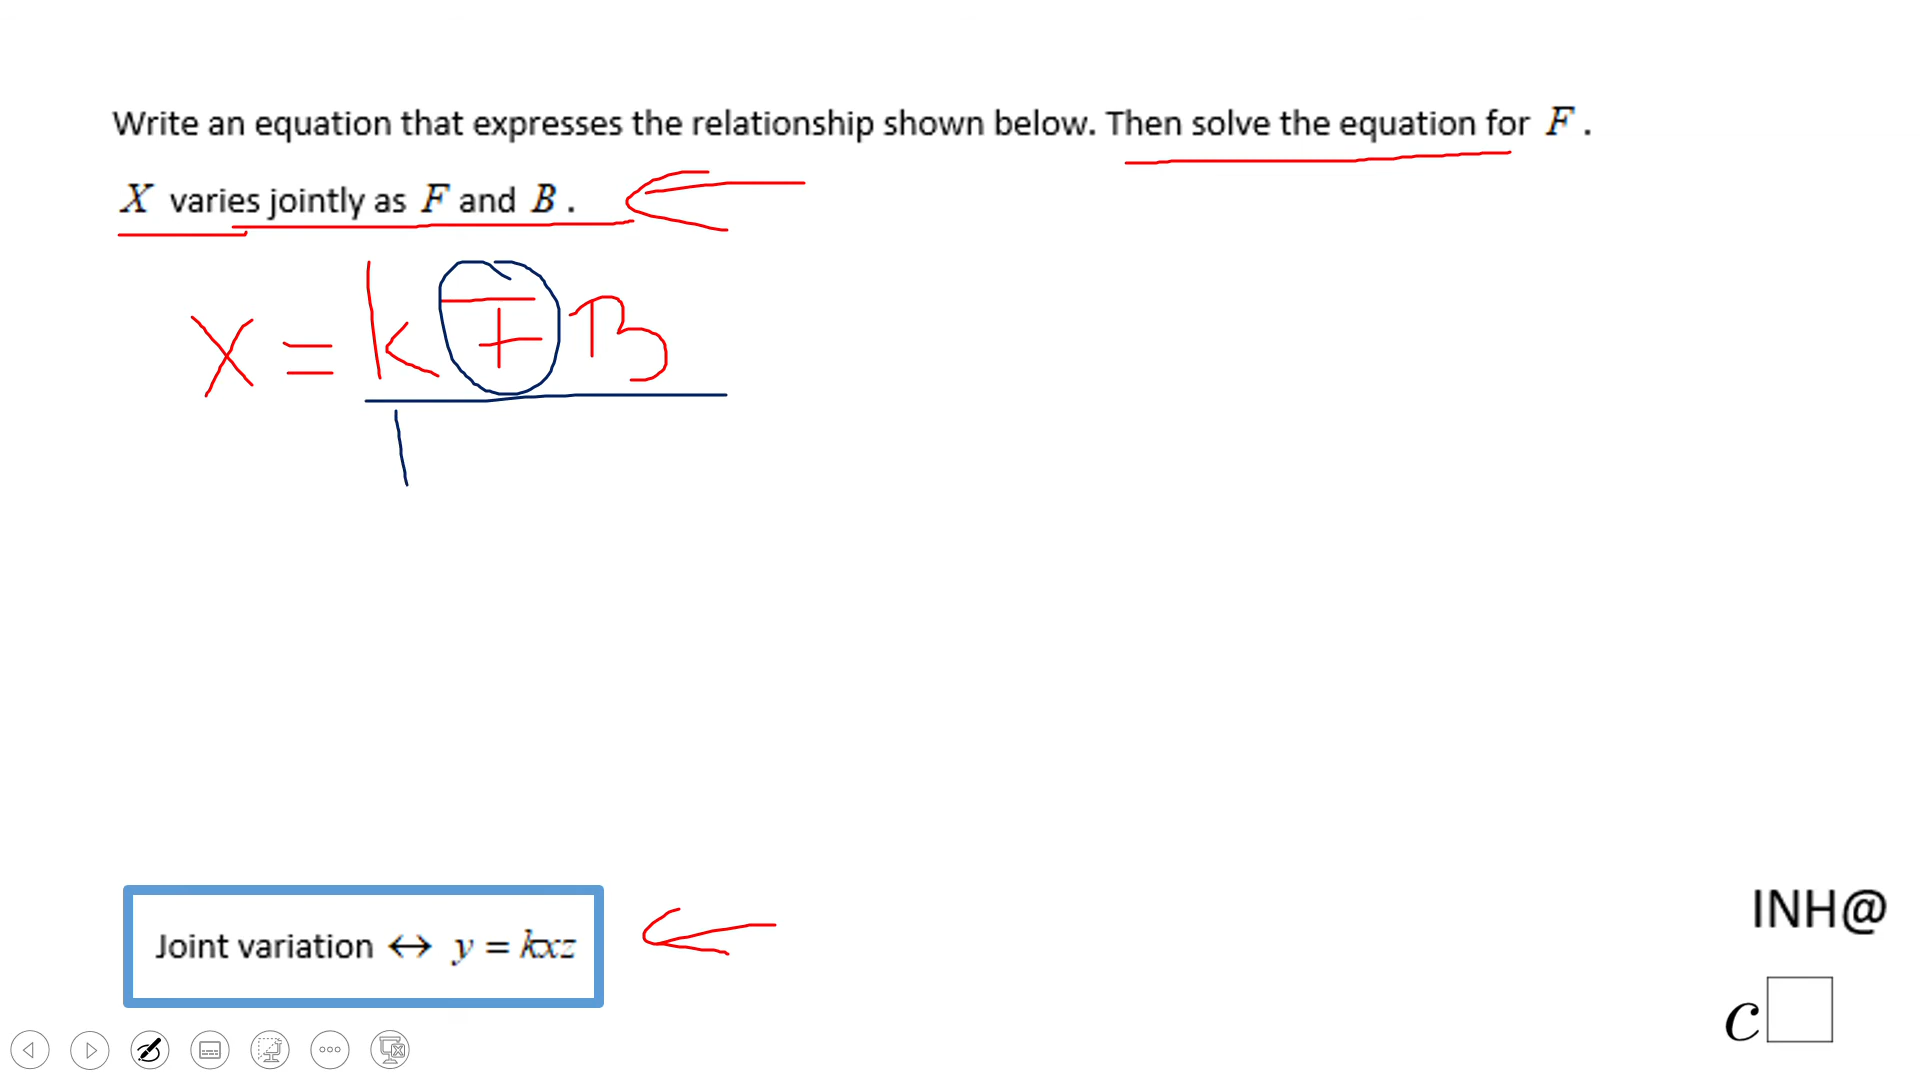 Write an equation that expresses the relationship shown below. Then solve the equation for F.
X varies jointly as F and B.
X = k F B
1
Joint variation ↔ y = kxz
INH@
c